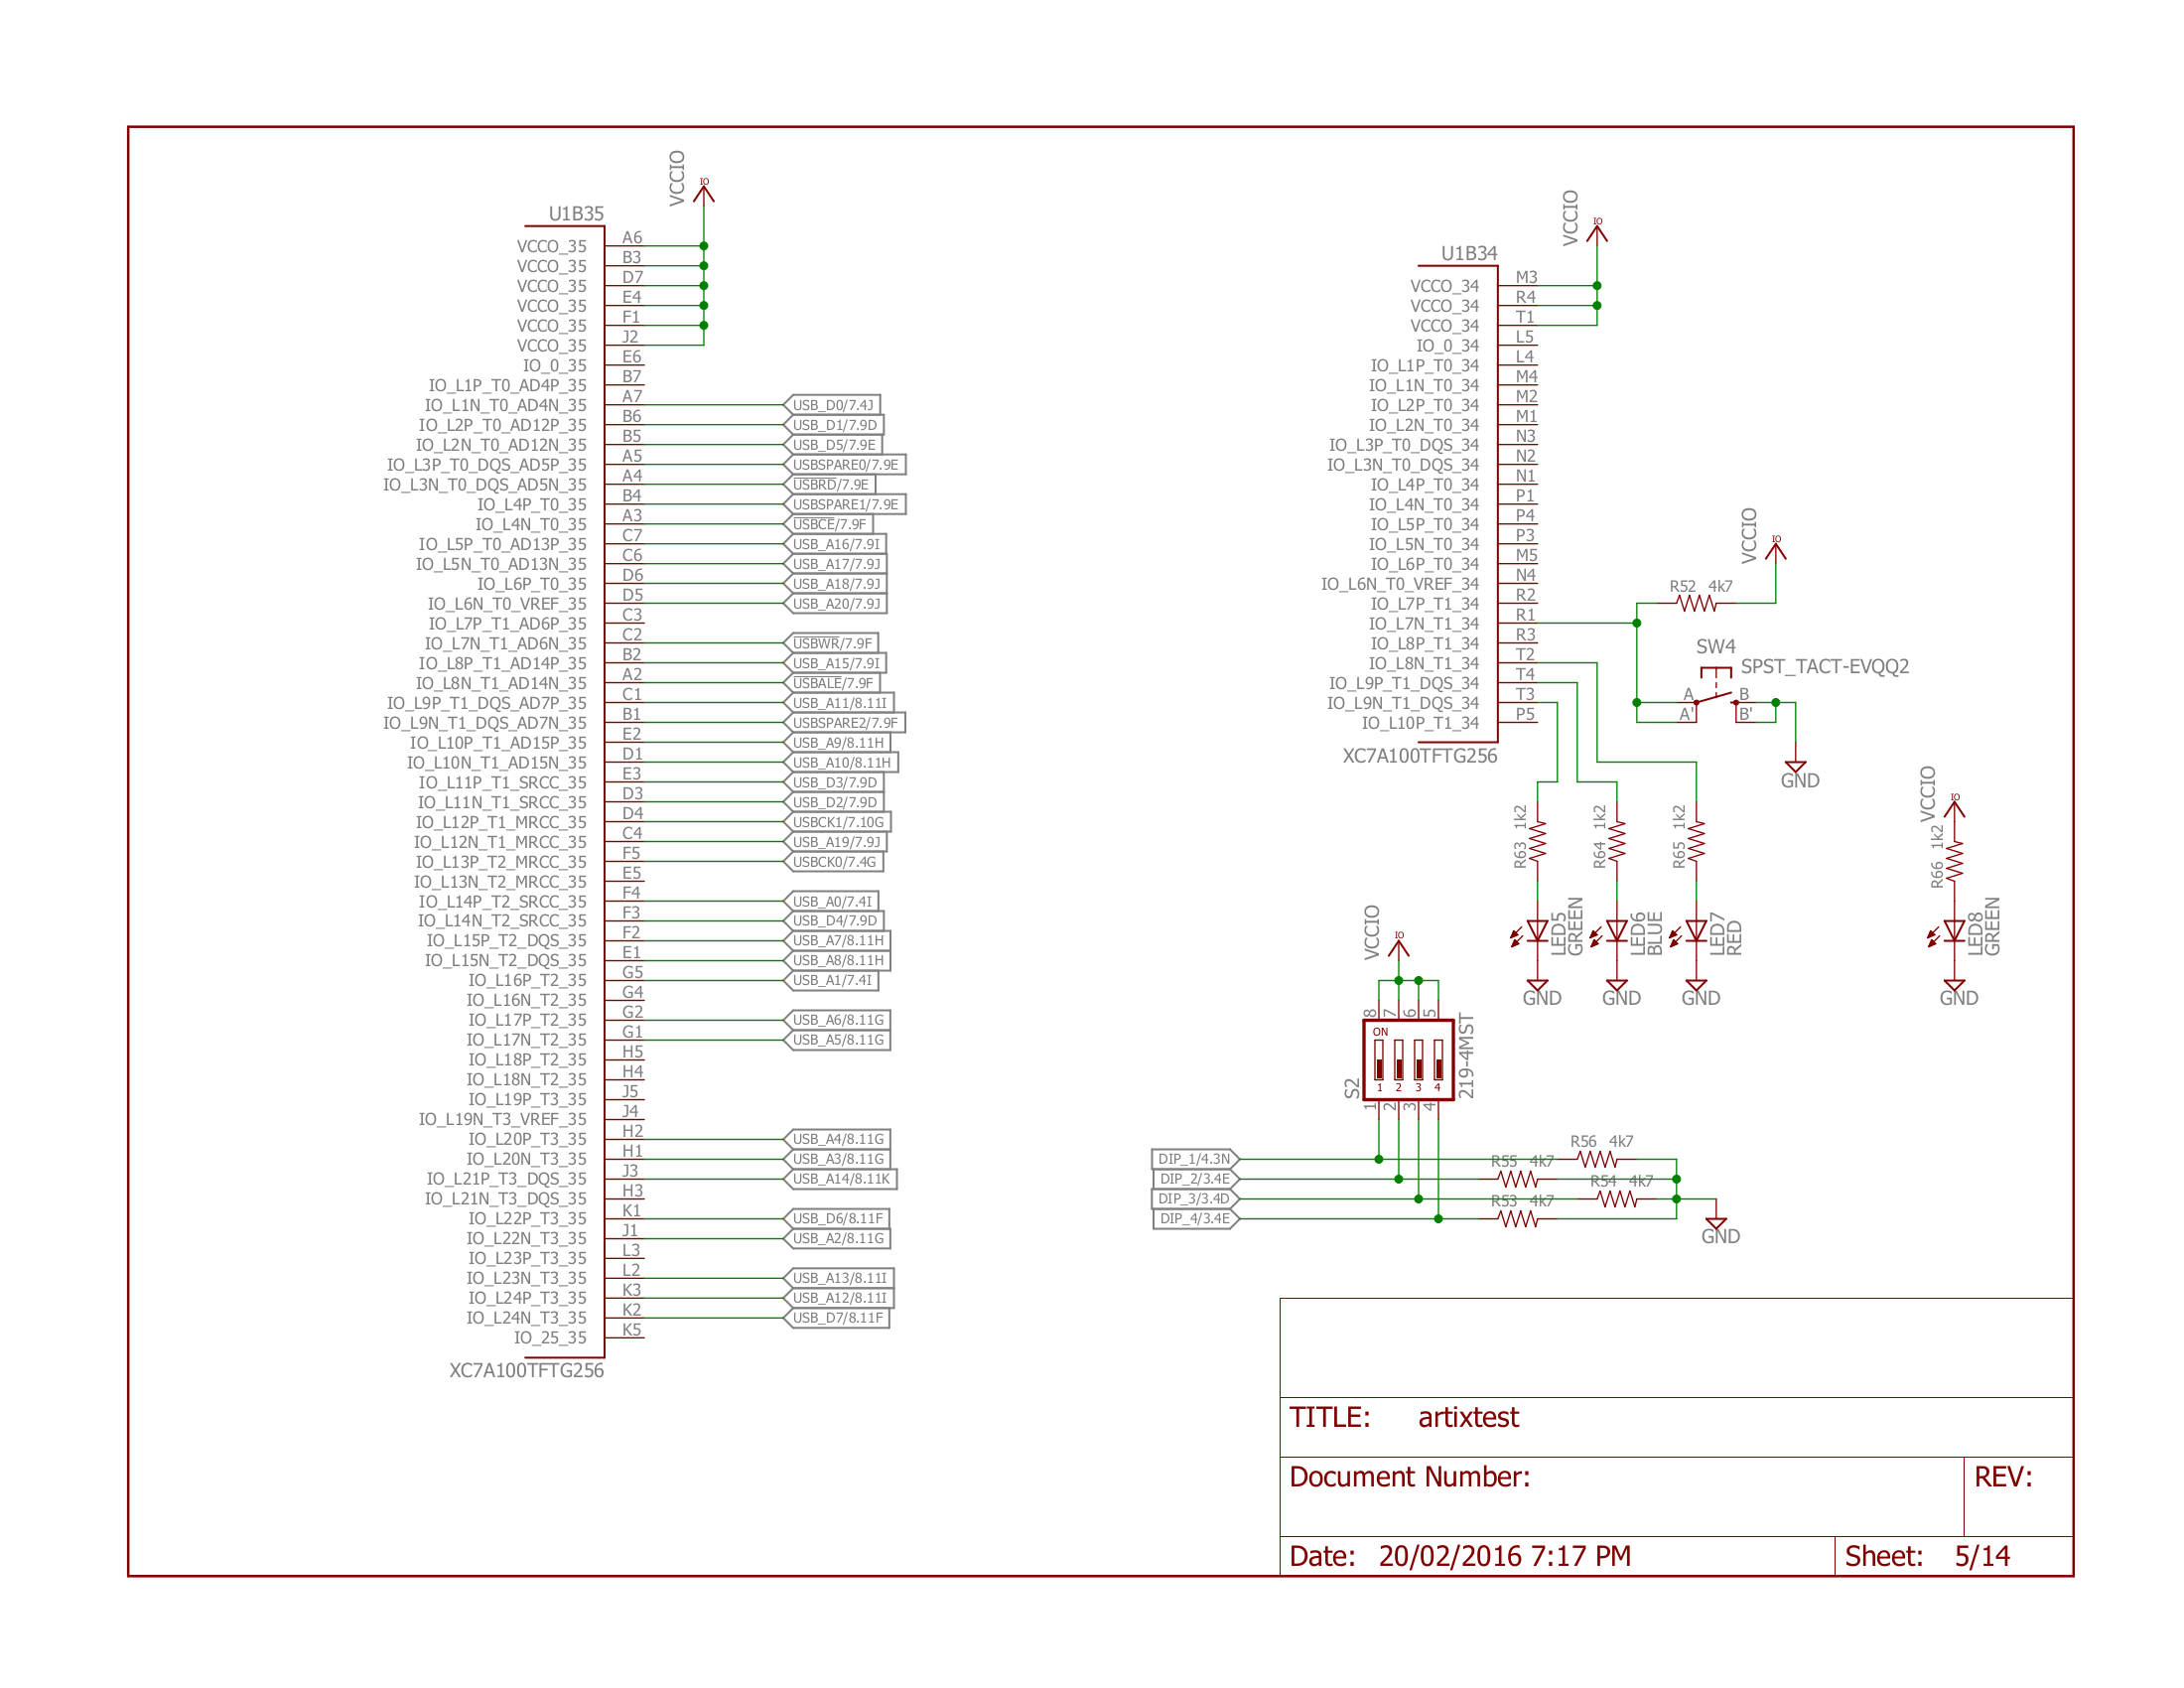 VCCIO
IO
U1B35
VCCO_35 A6
VCCO_35 B3
VCCO_35 D7
VCCO_35 E4
VCCO_35 F1
VCCO_35 J2
IO_0_35 E6
IO_L1P_T0_AD4P_35 B7
IO_L1N_T0_AD4N_35 A7 USB_D0/7.4J
IO_L2P_T0_AD12P_35 B6 USB_D1/7.9D
IO_L2N_T0_AD12N_35 B5 USB_D5/7.9E
IO_L3P_T0_DQS_AD5P_35 A5 USBSPARE0/7.9E
IO_L3N_T0_DQS_AD5N_35 A4 USBRD/7.9E
IO_L4P_T0_35 B4 USBSPARE1/7.9E
IO_L4N_T0_35 A3 USBCE/7.9F
IO_L5P_T0_AD13P_35 C7 USB_A16/7.9I
IO_L5N_T0_AD13N_35 C6 USB_A17/7.9J
IO_L6P_T0_35 D6 USB_A18/7.9J
IO_L6N_T0_VREF_35 D5 USB_A20/7.9J
IO_L7P_T1_AD6P_35 C3
IO_L7N_T1_AD6N_35 C2 USBWR/7.9F
IO_L8P_T1_AD14P_35 B2 USB_A15/7.9I
IO_L8N_T1_AD14N_35 A2 USBALE/7.9F
IO_L9P_T1_DQS_AD7P_35 C1 USB_A11/8.11I
IO_L9N_T1_DQS_AD7N_35 B1 USBSPARE2/7.9F
IO_L10P_T1_AD15P_35 E2 USB_A9/8.11H
IO_L10N_T1_AD15N_35 D1 USB_A10/8.11H
IO_L11P_T1_SRCC_35 E3 USB_D3/7.9D
IO_L11N_T1_SRCC_35 D3 USB_D2/7.9D
IO_L12P_T1_MRCC_35 D4 USBCK1/7.10G
IO_L12N_T1_MRCC_35 C4 USB_A19/7.9J
IO_L13P_T2_MRCC_35 F5 USBCK0/7.4G
IO_L13N_T2_MRCC_35 E5
IO_L14P_T2_SRCC_35 F4 USB_A0/7.4I
IO_L14N_T2_SRCC_35 F3 USB_D4/7.9D
IO_L15P_T2_DQS_35 F2 USB_A7/8.11H
IO_L15N_T2_DQS_35 E1 USB_A8/8.11H
IO_L16P_T2_35 G5 USB_A1/7.4I
IO_L16N_T2_35 G4
IO_L17P_T2_35 G2 USB_A6/8.11G
IO_L17N_T2_35 G1 USB_A5/8.11G
IO_L18P_T2_35 H5
IO_L18N_T2_35 H4
IO_L19P_T3_35 J5
IO_L19N_T3_VREF_35 J4
IO_L20P_T3_35 H2 USB_A4/8.11G
IO_L20N_T3_35 H1 USB_A3/8.11G
IO_L21P_T3_DQS_35 J3 USB_A14/8.11K
IO_L21N_T3_DQS_35 H3
IO_L22P_T3_35 K1 USB_D6/8.11F
IO_L22N_T3_35 J1 USB_A2/8.11G
IO_L23P_T3_35 L3
IO_L23N_T3_35 L2 USB_A13/8.11I
IO_L24P_T3_35 K3 USB_A12/8.11I
IO_L24N_T3_35 K2 USB_D7/8.11F
IO_25_35 K5
XC7A100TFTG256
VCCIO
IO
U1B34
VCCO_34 M3
VCCO_34 R4
VCCO_34 T1
IO_0_34 L5
IO_L1P_T0_34 L4
IO_L1N_T0_34 M4
IO_L2P_T0_34 M2
IO_L2N_T0_34 M1
IO_L3P_T0_DQS_34 N3
IO_L3N_T0_DQS_34 N2
IO_L4P_T0_34 N1
IO_L4N_T0_34 P1
IO_L5P_T0_34 P4
IO_L5N_T0_34 P3
IO_L6P_T0_34 M5
IO_L6N_T0_VREF_34 N4
IO_L7P_T1_34 R2
IO_L7N_T1_34 R1
IO_L8P_T1_34 R3
IO_L8N_T1_34 T2
IO_L9P_T1_DQS_34 T4
IO_L9N_T1_DQS_34 T3
IO_L10P_T1_34 P5
XC7A100TFTG256
VCCIO
IO
R52 4k7
SW4
SPST_TACT-EVQQ2
A B
A' B'
GND
R63 1k2
R64 1k2
R65 1k2
VCCIO
IO
R66 1k2
LED5
GREEN
LED6
BLUE
LED7
RED
LED8
GREEN
GND
GND
GND
GND
VCCIO
IO
8 7 6 5
ON
1 2 3 4
S2
219-4MST
1 2 3 4
DIP_1/4.3N
DIP_2/3.4E
DIP_3/3.4D
DIP_4/3.4E
R56 4k7
R55 4k7
R54 4k7
R53 4k7
GND
TITLE: artixtest
Document Number:
REV:
Date: 20/02/2016 7:17 PM
Sheet: 5/14